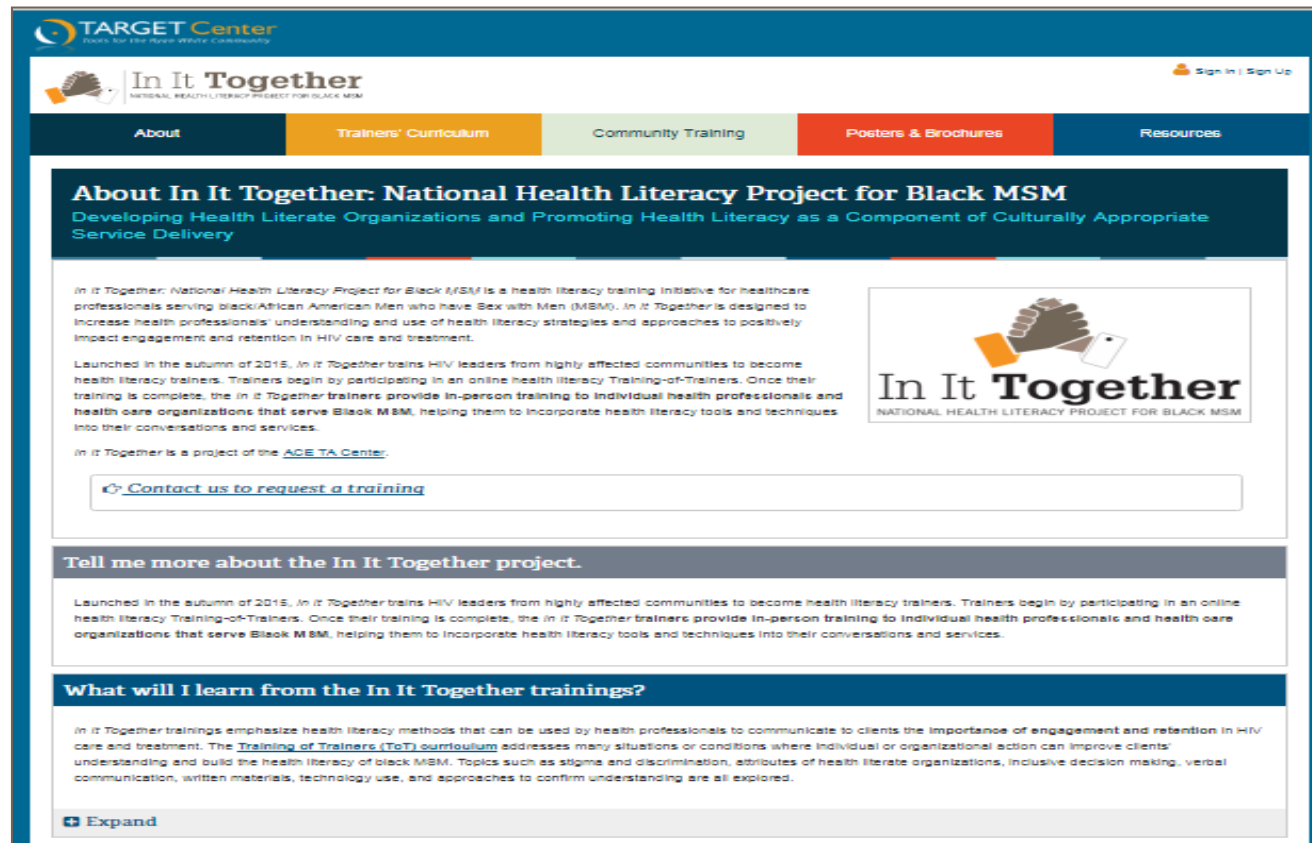 TARGET Center
Tools for the Ryan White Community
In It Together
NATIONAL HEALTH LITERACY PROJECT FOR BLACK MSM
Sign In | Sign Up
About
Trainers' Curriculum
Community Training
Posters & Brochures
Resources
About In It Together: National Health Literacy Project for Black MSM
Developing Health Literate Organizations and Promoting Health Literacy as a Component of Culturally Appropriate
Service Delivery
In It Together: National Health Literacy Project for Black MSM is a health literacy training initiative for healthcare
professionals serving black/African American Men who have Sex with Men (MSM). In It Together is designed to
increase health professionals' understanding and use of health literacy strategies and approaches to positively
impact engagement and retention in HIV care and treatment.
Launched in the autumn of 2015, In It Together trains HIV leaders from highly affected communities to become
health literacy trainers. Trainers begin by participating in an online health literacy Training-of-Trainers. Once their
training is complete, the In It Together trainers provide in-person training to individual health professionals and
health care organizations that serve Black MSM, helping them to incorporate health literacy tools and techniques
into their conversations and services.
In It Together is a project of the ACE TA Center.
In It Together
NATIONAL HEALTH LITERACY PROJECT FOR BLACK MSM
Contact us to request a training
Tell me more about the In It Together project.
Launched in the autumn of 2015, In It Together trains HIV leaders from highly affected communities to become health literacy trainers. Trainers begin by participating in an online
health literacy Training-of-Trainers. Once their training is complete, the In It Together trainers provide in-person training to individual health professionals and health care
organizations that serve Black MSM, helping them to incorporate health literacy tools and techniques into their conversations and services.
What will I learn from the In It Together trainings?
In It Together trainings emphasize health literacy methods that can be used by health professionals to communicate to clients the importance of engagement and retention in HIV
care and treatment. The Training of Trainers (ToT) curriculum addresses many situations or conditions where individual or organizational action can improve clients'
understanding and build the health literacy of black MSM. Topics such as stigma and discrimination, attributes of health literate organizations, inclusive decision making, verbal
communication, written materials, technology use, and approaches to confirm understanding are all explored.
Expand